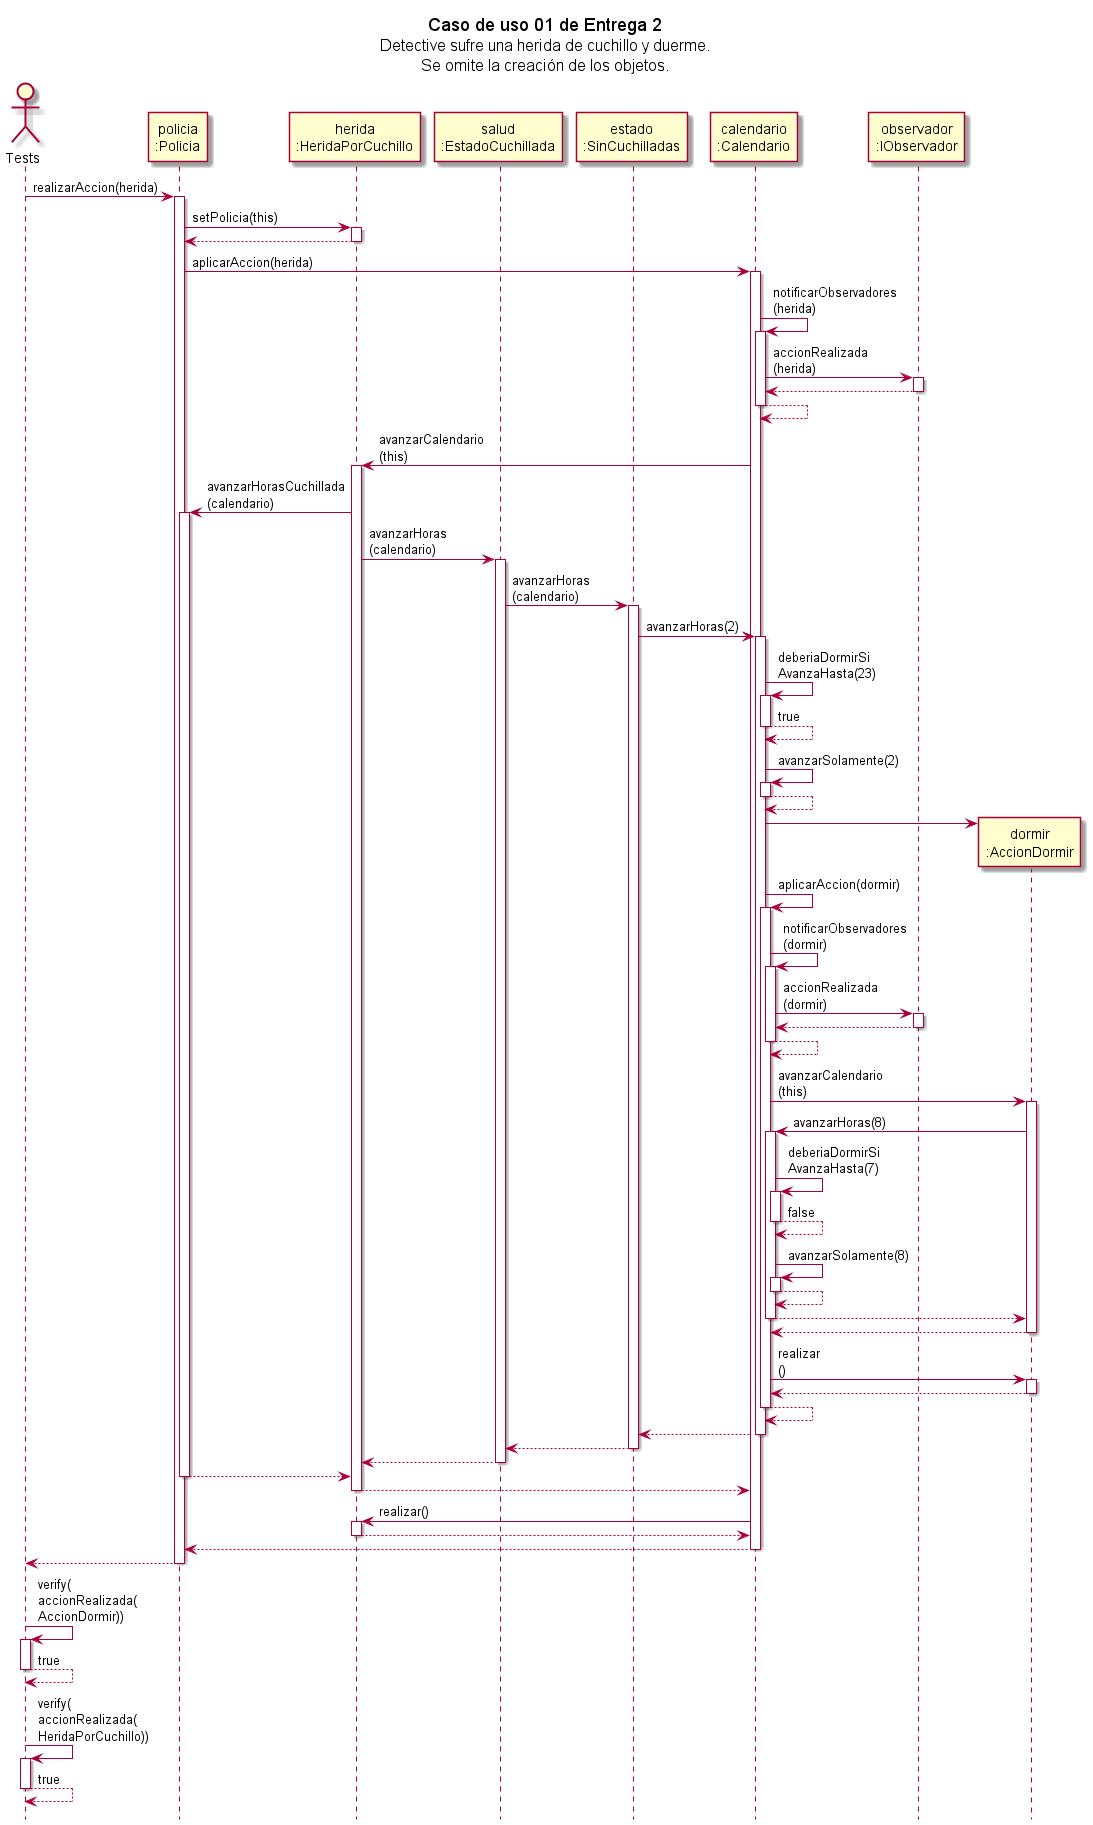 Caso de uso 01 de Entrega 2
Detective sufre una herida de cuchillo y duerme.
Se omite la creación de los objetos.
Tests
policia
:Policia
herida
:HeridaPorCuchillo
salud
:EstadoCuchillada
estado
:SinCuchilladas
calendario
:Calendario
observador
:IObservador
realizarAccion(herida)
setPolicia(this)
aplicarAccion(herida)
notificarObservadores
(herida)
accionRealizada
(herida)
avanzarCalendario
(this)
avanzarHorasCuchillada
(calendario)
avanzarHoras
(calendario)
avanzarHoras
(calendario)
avanzarHoras(2)
deberiaDormirSi
AvanzaHasta(23)
true
avanzarSolamente(2)
dormir
:AccionDormir
aplicarAccion(dormir)
notificarObservadores
(dormir)
accionRealizada
(dormir)
avanzarCalendario
(this)
avanzarHoras(8)
deberiaDormirSi
AvanzaHasta(7)
false
avanzarSolamente(8)
realizar
()
realizar()
verify(
accionRealizada(
AccionDormir))
true
verify(
accionRealizada(
HeridaPorCuchillo))
true